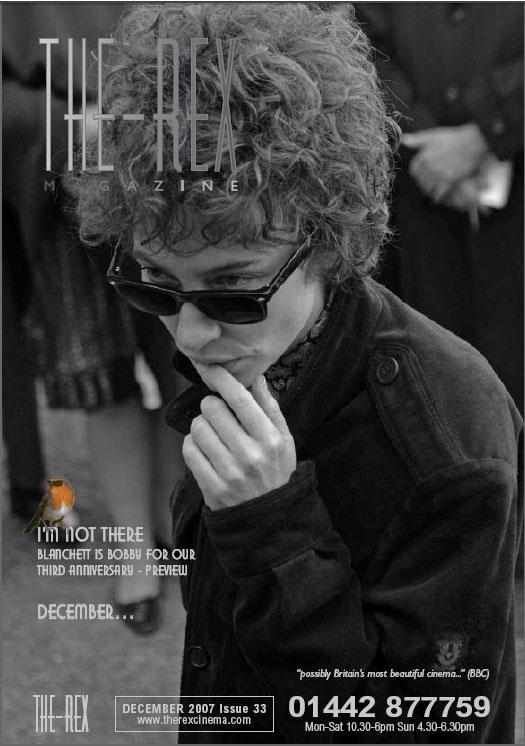 THE-REX
MAGAZINE
I'M NOT THERE
BLANCHETT IS BOBBY FOR OUR
THIRD ANNIVERSARY - PREVIEW
DECEMBER...
"possibly Britain's most beautiful cinema..." (BBC)
THE-REX
DECEMBER 2007 Issue 33
www.therexcinema.com
01442 877759
Mon-Sat 10.30-6pm Sun 4.30-6.30pm